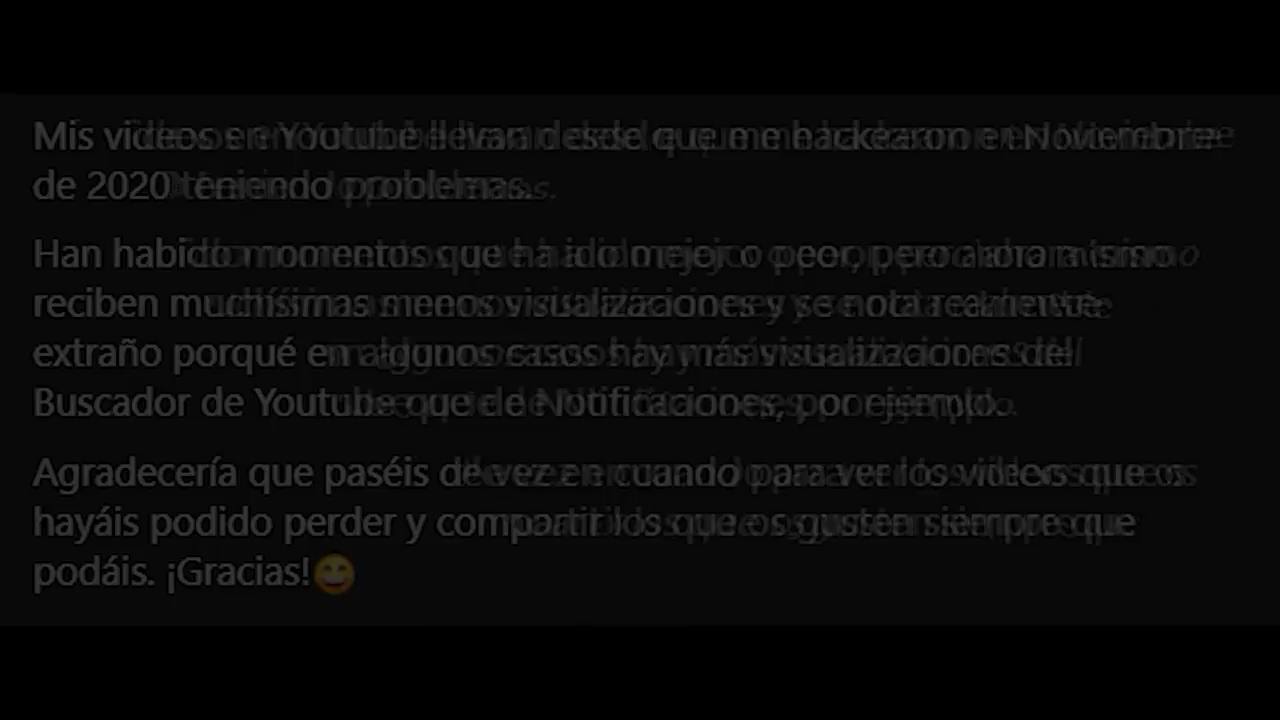 Mis videos en Youtube llevan desde que me hackearon en Noviembre
de 2020 teniendo problemas.
Han habido momentos que ha ido mejor o peor, pero ahora mismo
reciben muchísimas menos visualizaciones y se nota realmente
extraño porqué en algunos casos hay más visualizaciones del
Buscador de Youtube que de Notificaciones, por ejemplo.
Agradecería que paséis de vez en cuando para ver los videos que os
hayáis podido perder y compartit los que os gusten siempre que
podáis. ¡Gracias!😄